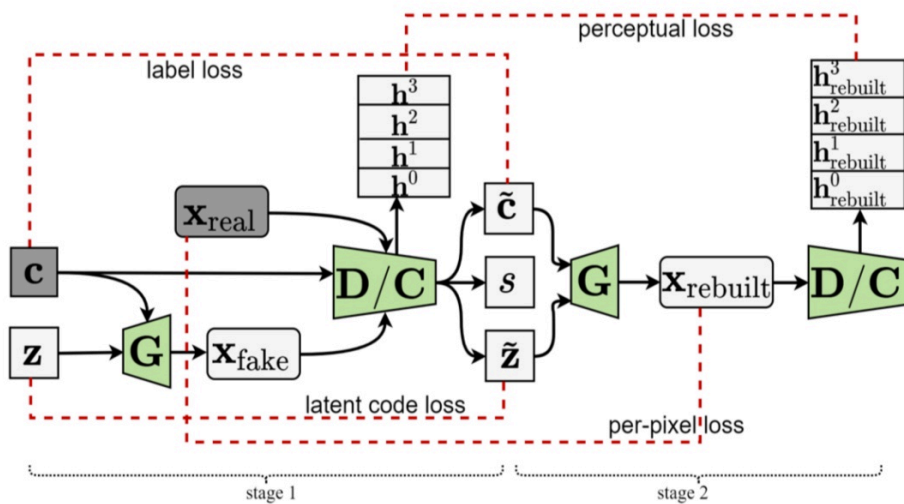 perceptual loss
label loss
h^3
h^2
h^1
h^0
h^3_rebuilt
h^2_rebuilt
h^1_rebuilt
h^0_rebuilt
x_real
c̃
c
D/C
s
G
x_rebuilt
D/C
z
G
x_fake
z̃
latent code loss
per-pixel loss
stage 1
stage 2